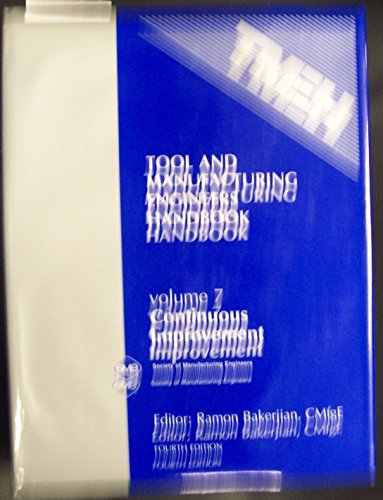 TMEH
TOOL AND
MANUFACTURING
ENGINEERS
HANDBOOK
volume 7
Continuous
Improvement
Society of Manufacturing Engineers
SME
Editor: Ramon Bakerjian, CMfgE
FOURTH EDITION